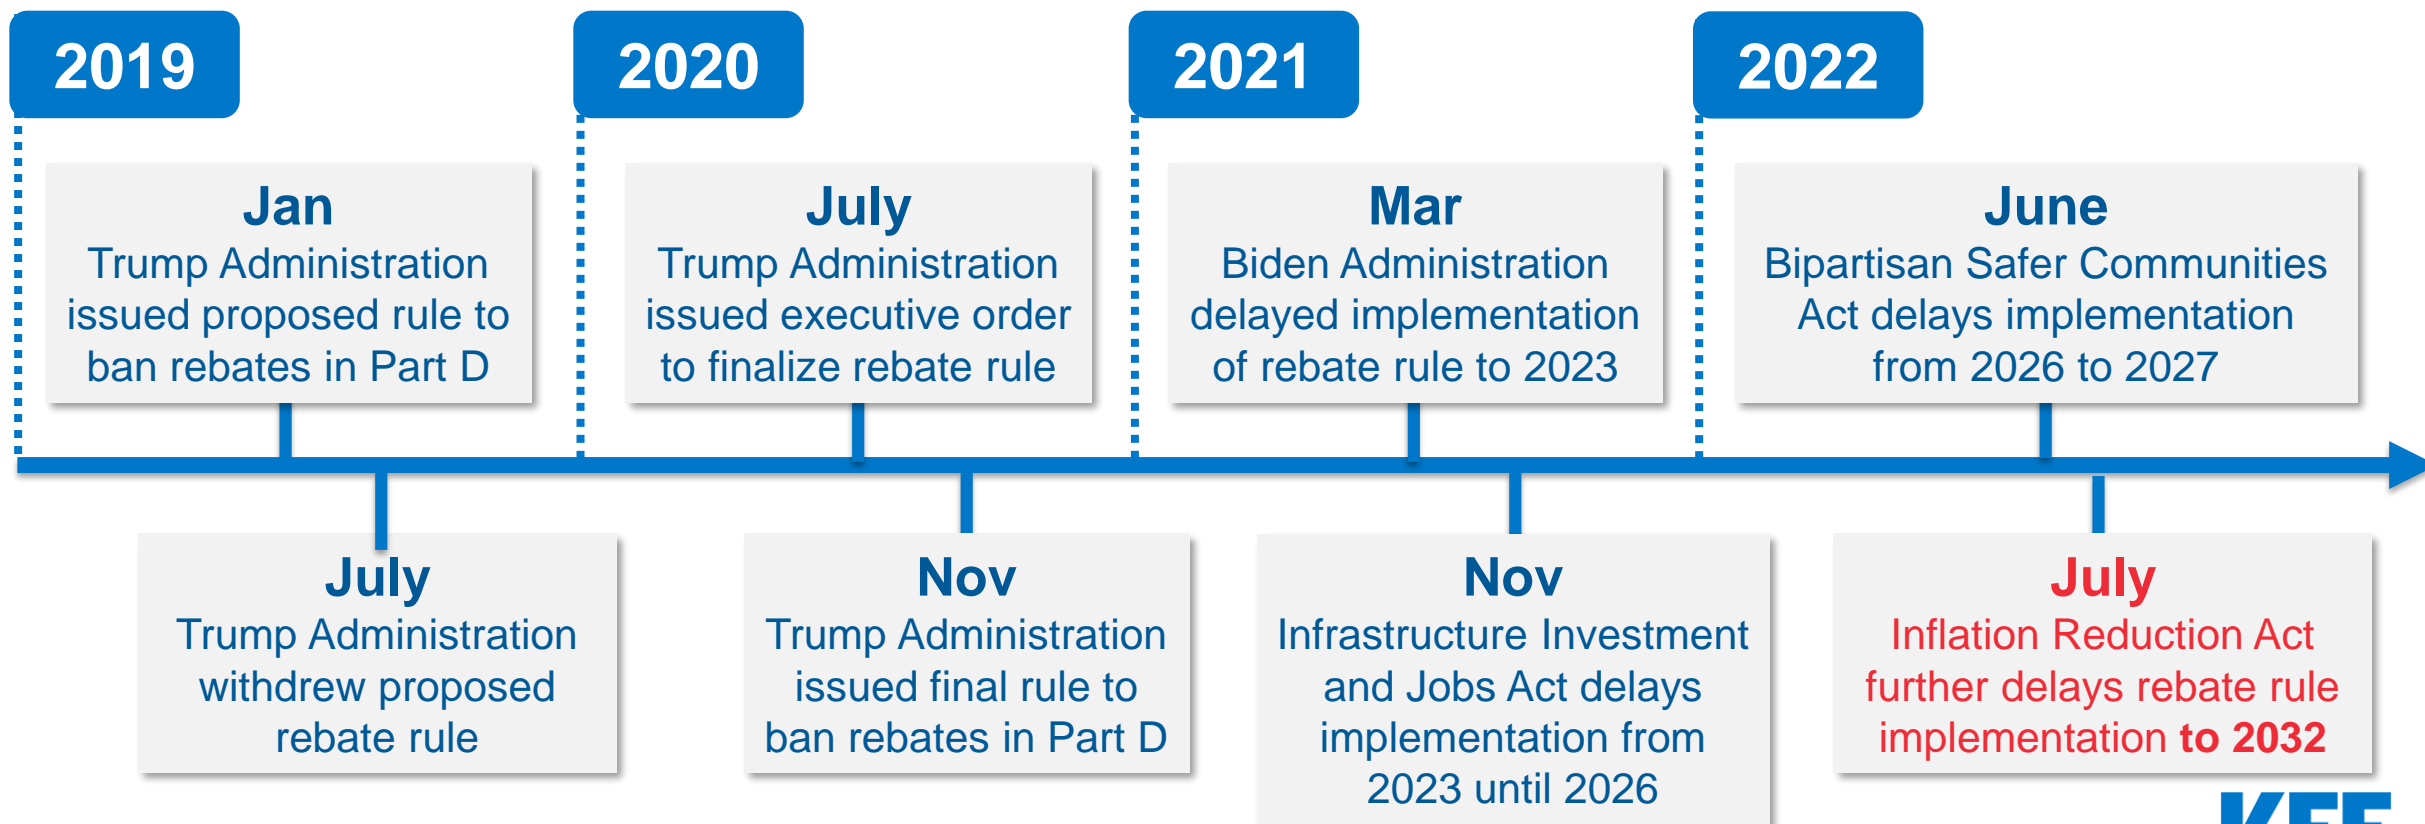 2019
2020
2021
2022
Jan
Trump Administration
issued proposed rule to
ban rebates in Part D
July
Trump Administration
issued executive order
to finalize rebate rule
Mar
Biden Administration
delayed implementation
of rebate rule to 2023
June
Bipartisan Safer Communities
Act delays implementation
from 2026 to 2027
July
Trump Administration
withdrew proposed
rebate rule
Nov
Trump Administration
issued final rule to
ban rebates in Part D
Nov
Infrastructure Investment
and Jobs Act delays
implementation from
2023 until 2026
July
Inflation Reduction Act
further delays rebate rule
implementation to 2032
KFF